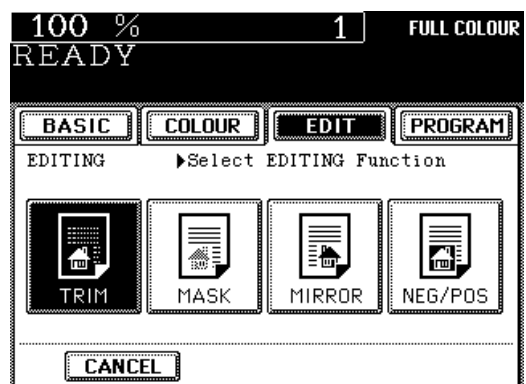 100 % 1 FULL COLOUR
READY
BASIC COLOUR EDIT PROGRAM
EDITING ▶Select EDITING Function
TRIM MASK MIRROR NEG/POS
CANCEL